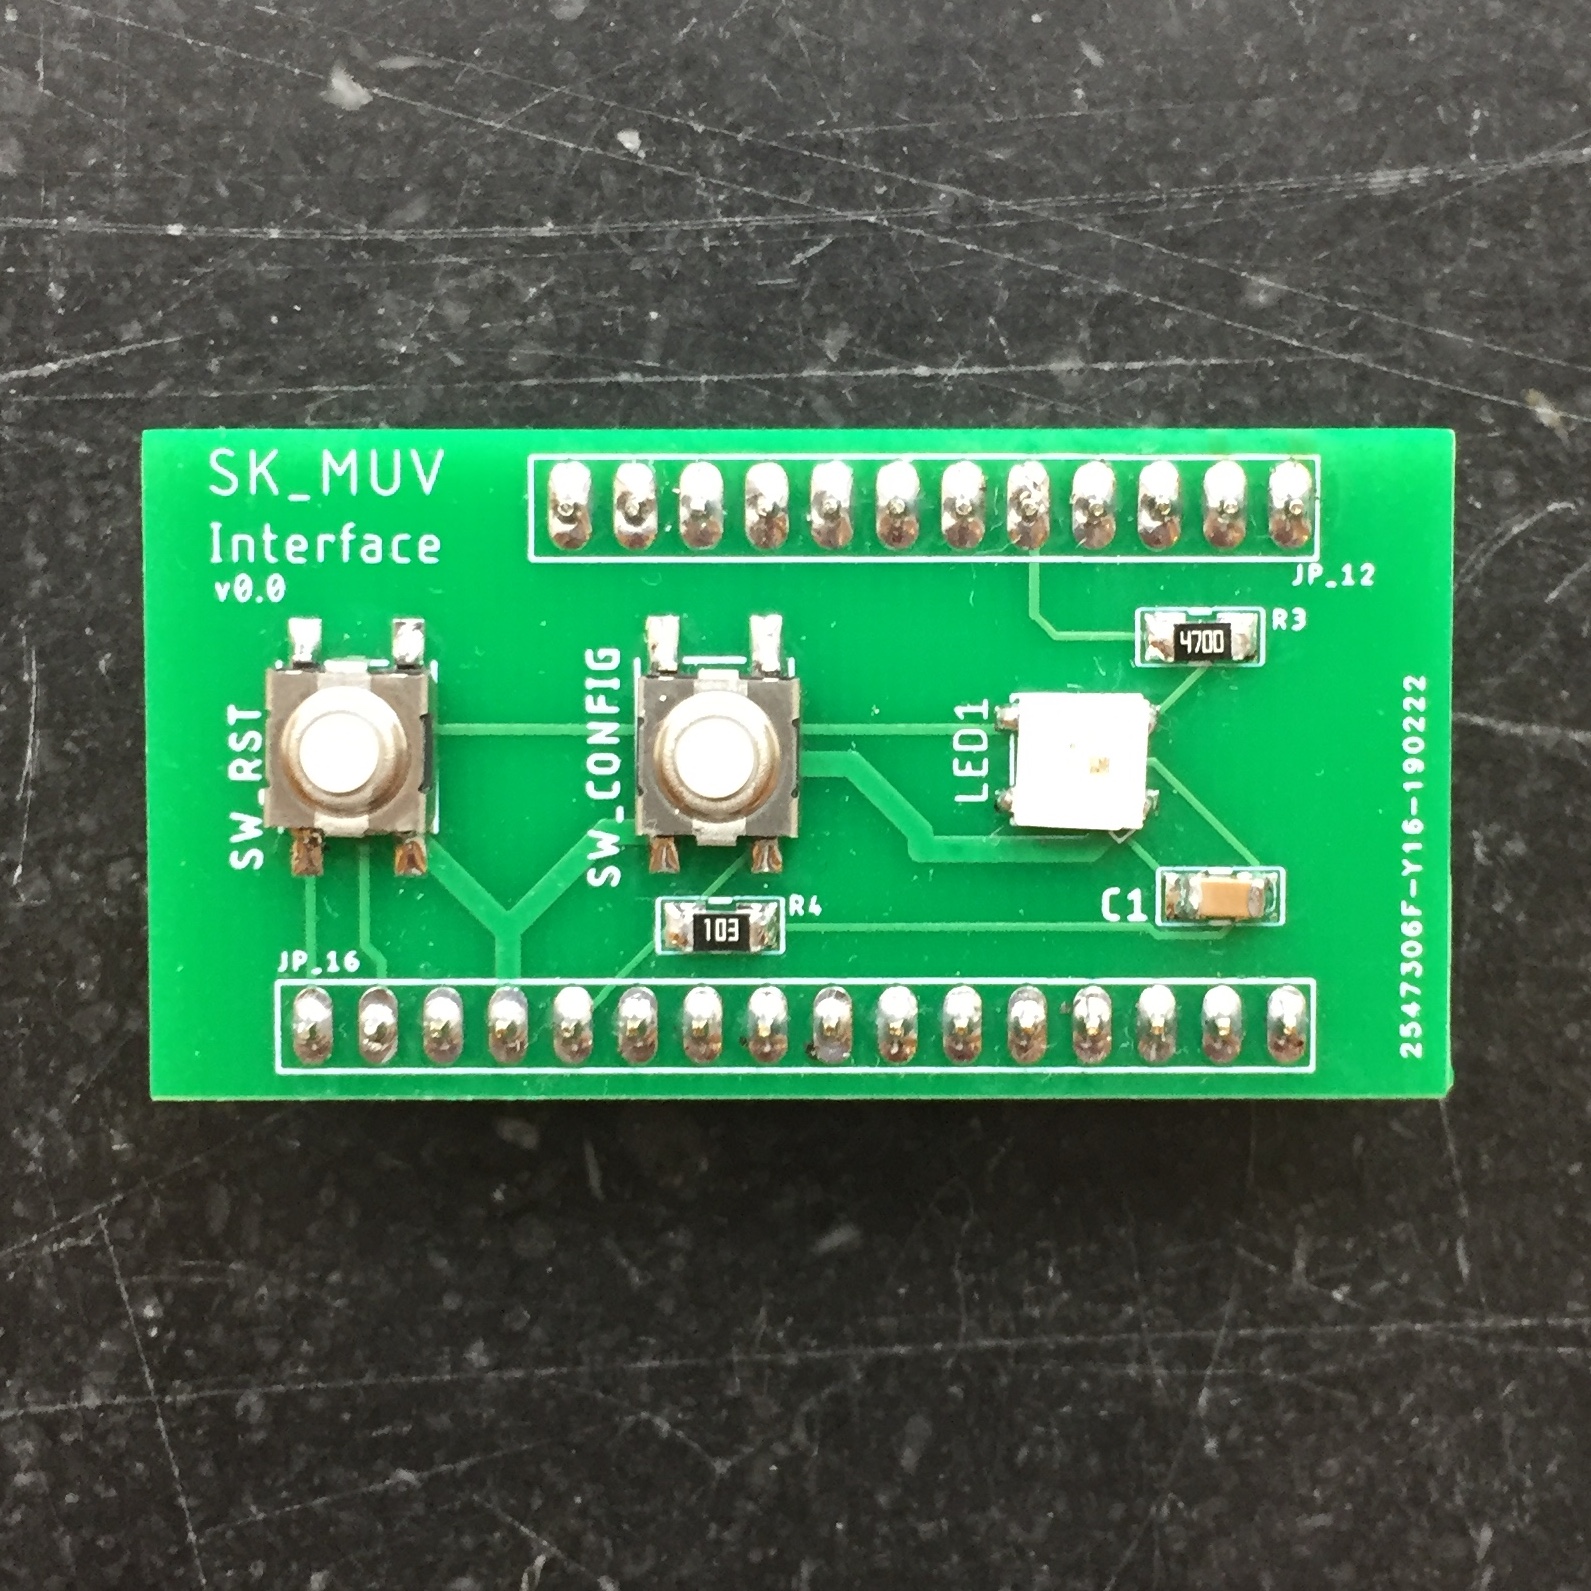 SK_MUV
Interface
v0.0
JP_12
R3
4700
SW_RST
SW_CONFIG
LED1
C1
R4
103
JP_16
2547306F-Y16-190222